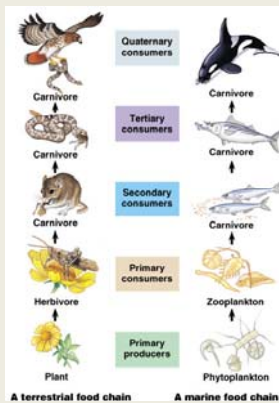 Quaternary
consumers
Carnivore
Carnivore
Tertiary
consumers
Carnivore
Carnivore
Secondary
consumers
Carnivore
Carnivore
Primary
consumers
Herbivore
Zooplankton
Primary
producers
Plant
Phytoplankton
A terrestrial food chain
A marine food chain